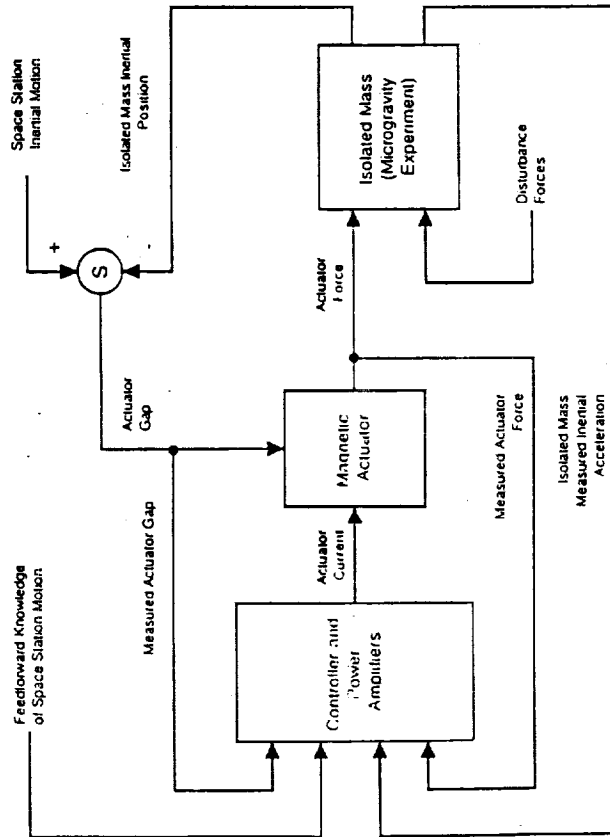 Feedforward Knowledge
of Space Station Motion
Measured Actuator Gap
Actuator
Gap
Space Station
Inertial Motion
+
S
-
Isolated Mass Inertial
Position
Controller and
Power
Amplifiers
Actuator
Current
Magnetic
Actuator
Actuator
Force
Isolated Mass
(Microgravity
Experiment)
Disturbance
Forces
Measured Actuator
Force
Isolated Mass
Measured Inertial
Acceleration